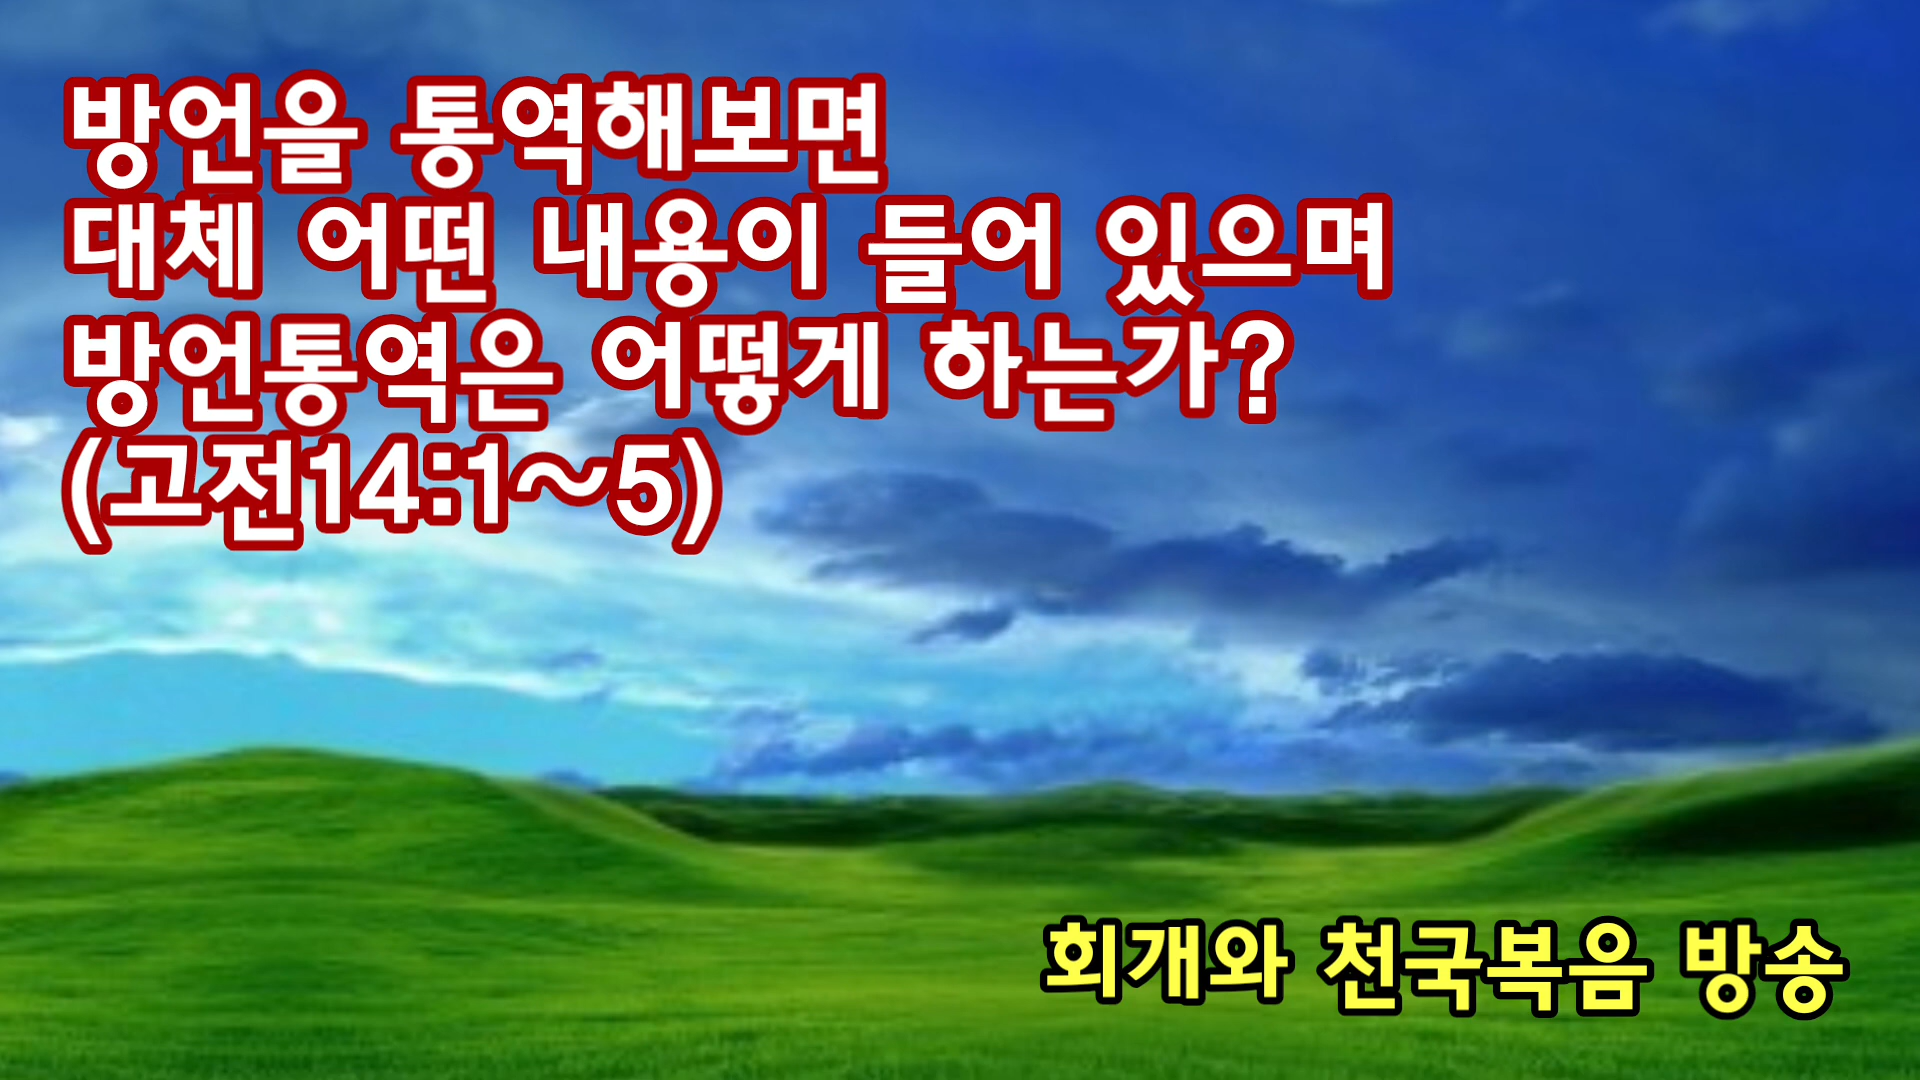 방언을 통역해보면
대체 어떤 내용이 들어 있으며
방언통역은 어떻게 하는가?
(고전14:1~5)
회개와 천국복음 방송